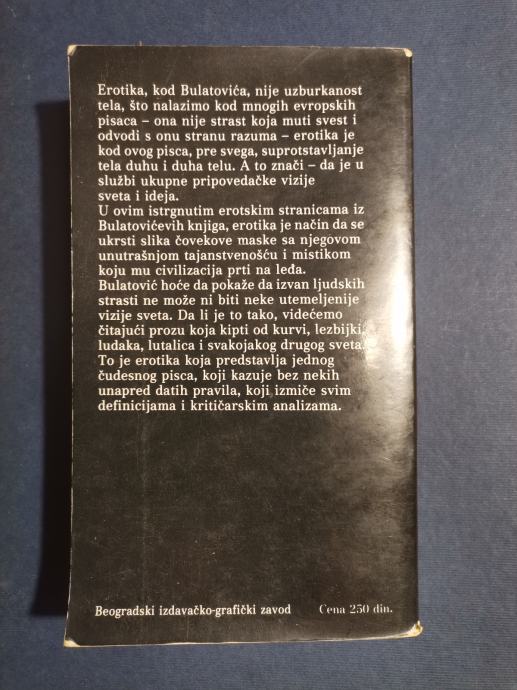 Erotika, kod Bulatovića, nije uzburkanost
tela, što nalazimo kod mnogih evropskih
pisaca – ona nije strast koja muti svest i
odvodi s onu stranu razuma – erotika je
kod ovog pisca, pre svega, suprotstavljanje
tela duhu i duha telu. A to znači – da je u
službi ukupne pripovedačke vizije
sveta i ideja.
U ovim istrgnutim erotskim stranicama iz
Bulatovićevih knjiga, erotika je način da se
ukrsti slika čovekove maske sa njegovom
unutrašnjom tajanstvenošću i mistikom
koju mu civilizacija prti na leđa.
Bulatović hoće da pokaže da izvan ljudskih
strasti ne može ni biti neke utemeljenije
vizije sveta. Da li je to tako, videćemo
čitajući prozu koja kipti od kurvi, lezbijki,
ludaka, lutalica i svakojakog drugog sveta.
To je erotika koja predstavlja jednog
čudesnog pisca, koji kazuje bez nekih
unapred datih pravila, koji izmiče svim
definicijama i kritičarskim analizama.
Beogradski izdavačko-grafički zavod Cena 250 din.